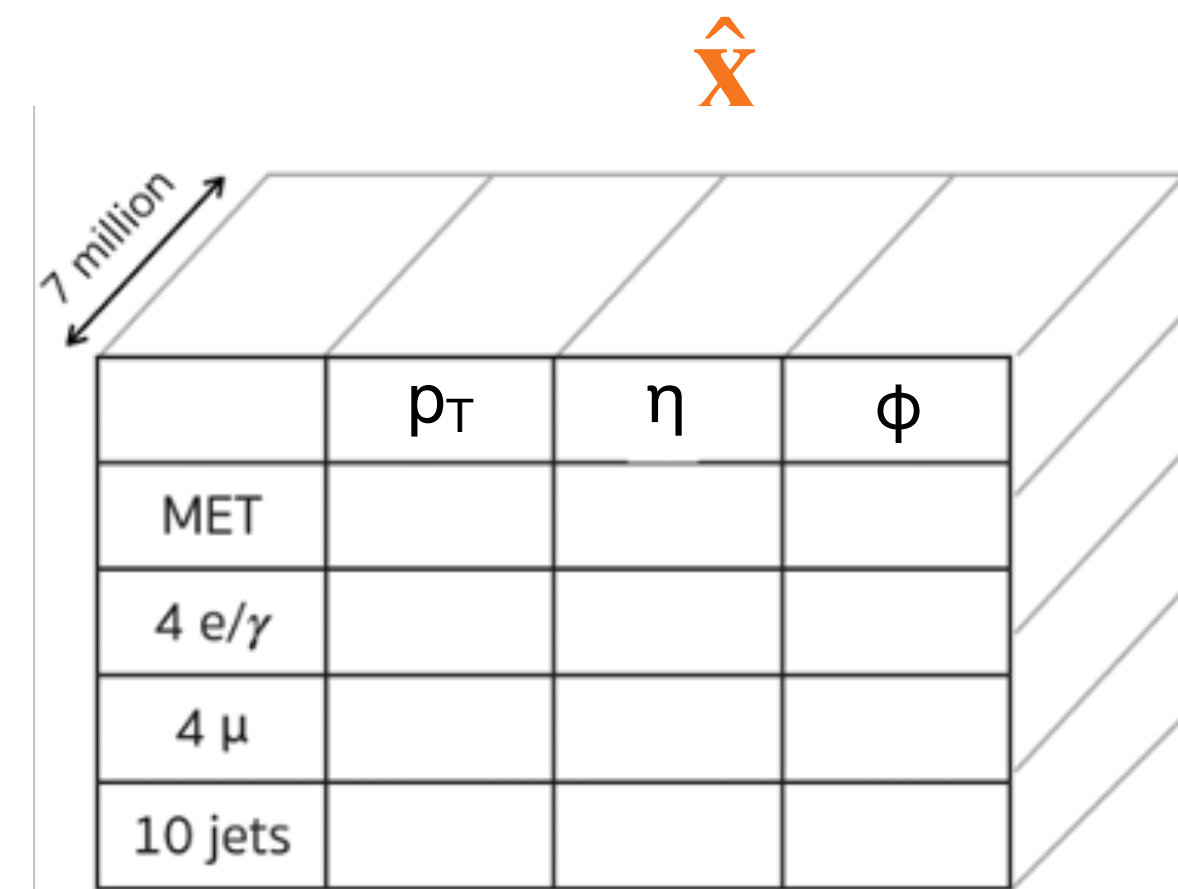 x̂
7 million
pT η ϕ
MET
4 e/γ
4 μ
10 jets